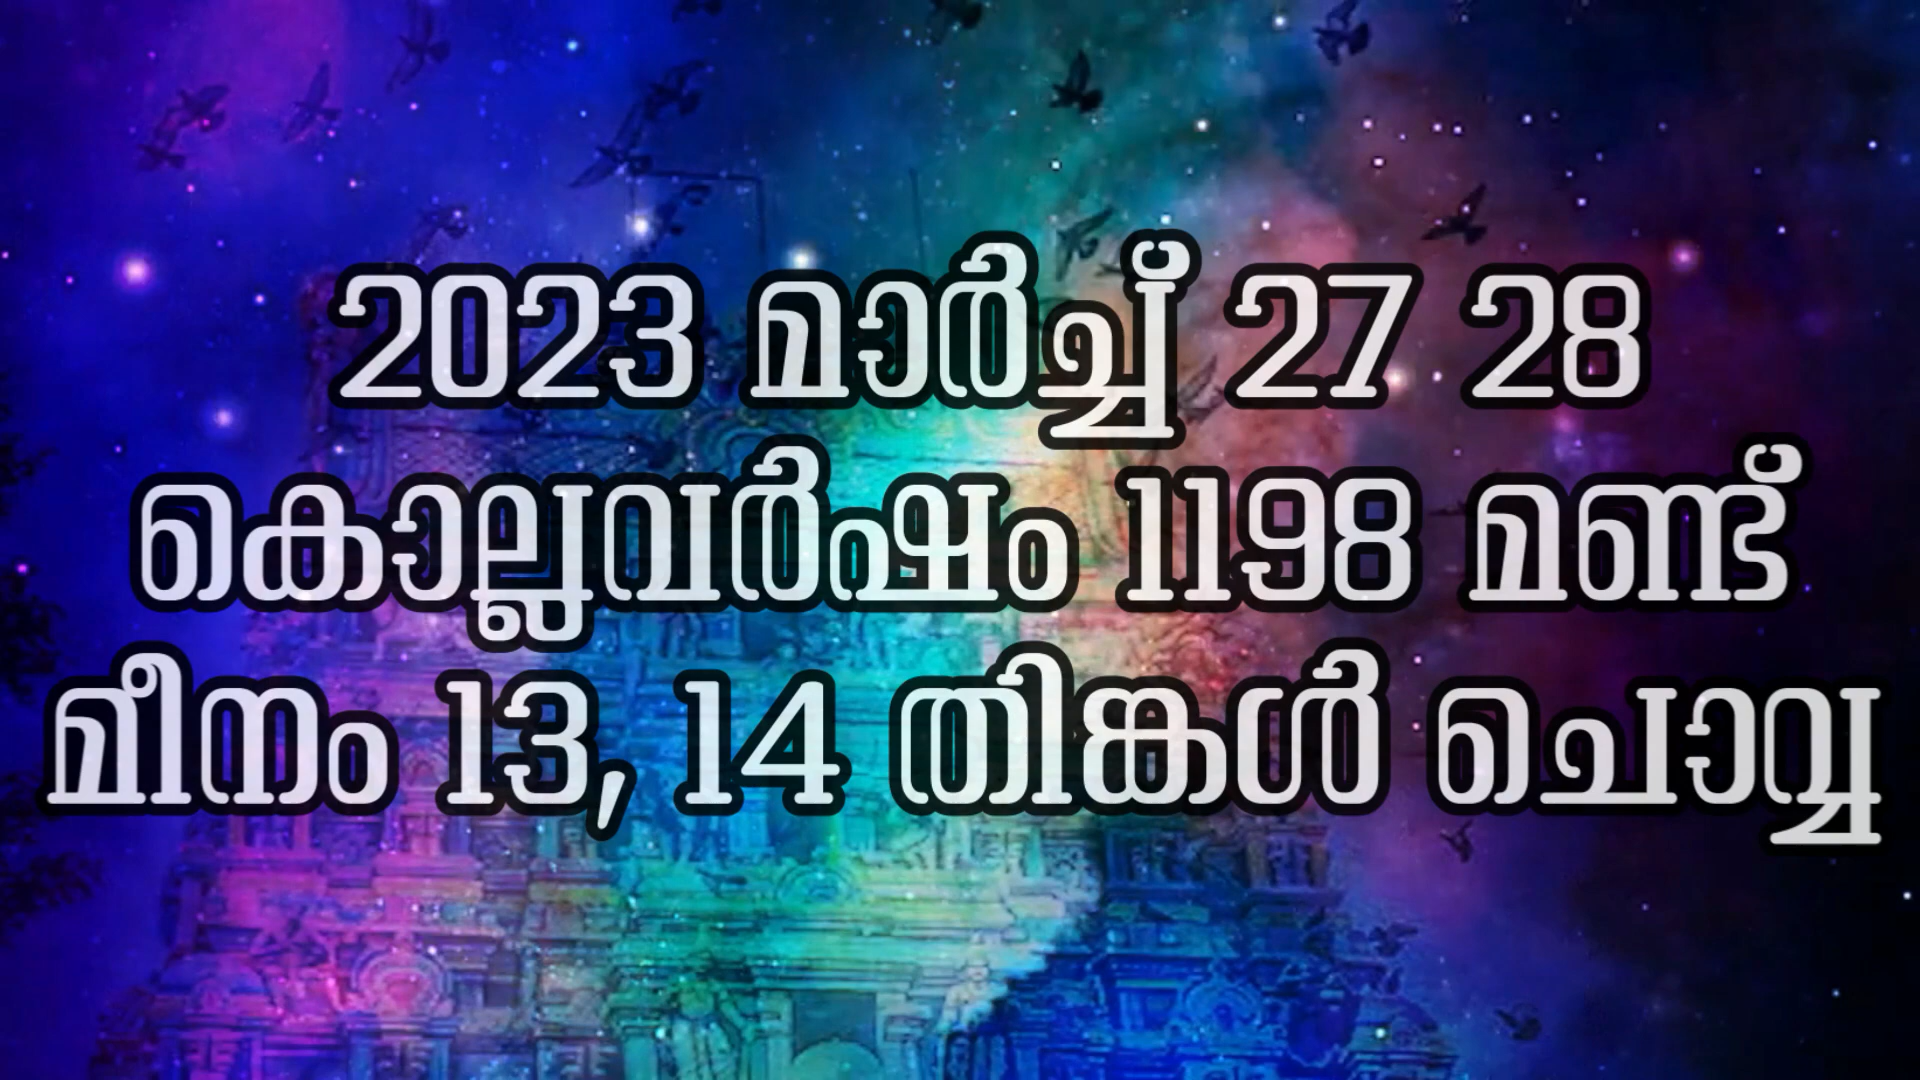 2023 മാർച്ച് 27 28
കൊല്ലവർഷം 1198 മണ്ട്
മീനം 13, 14 തിങ്കൾ ചൊവ്വ